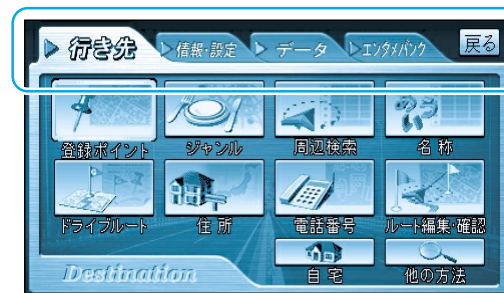 行き先 情報・設定 データ エンタメバンク 戻る
登録ポイント ジャンル 周辺検索 名称
ドライブルート 住所 電話番号 ルート編集・確認
自宅 他の方法
Destination